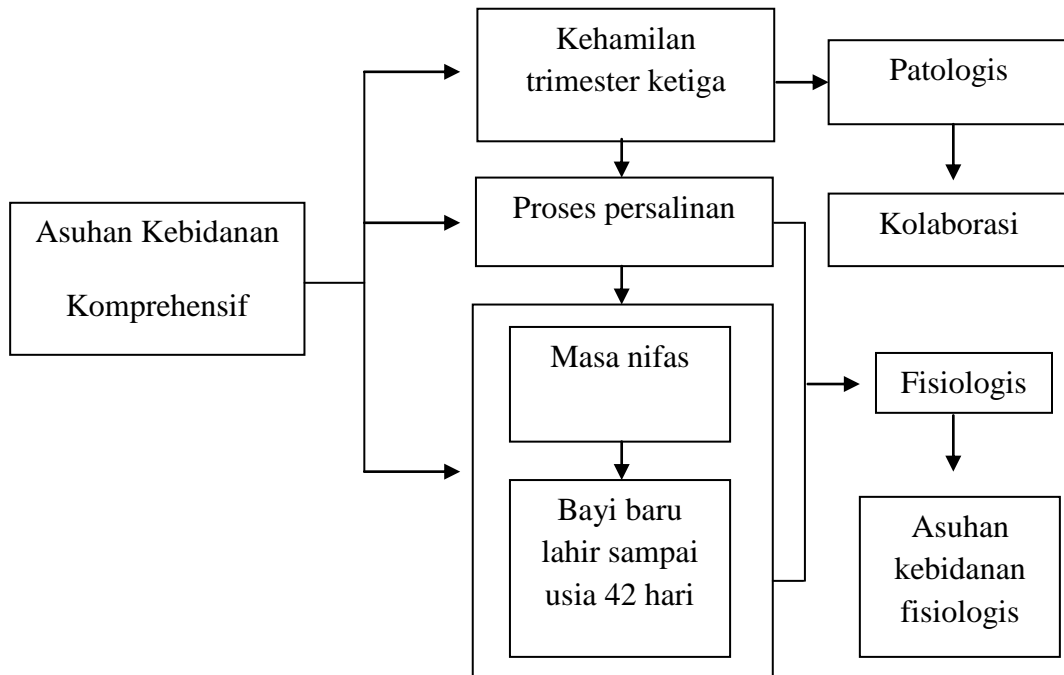 Kehamilan
trimester ketiga
Patologis
Proses persalinan
Kolaborasi
Asuhan Kebidanan
Komprehensif
Masa nifas
Fisiologis
Bayi baru
lahir sampai
usia 42 hari
Asuhan
kebidanan
fisiologis